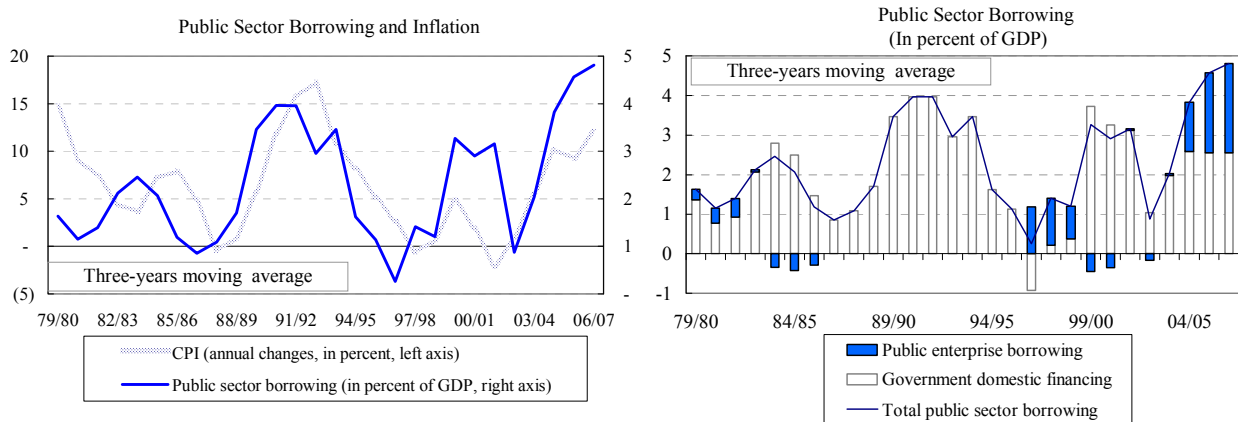 Public Sector Borrowing and Inflation
20
15
10
5
-
(5)
5
4
3
2
1
-
Three-years moving average
79/80 82/83 85/86 88/89 91/92 94/95 97/98 00/01 03/04 06/07
CPI (annual changes, in percent, left axis)
Public sector borrowing (in percent of GDP, right axis)
Public Sector Borrowing
(In percent of GDP)
5
4
3
2
1
0
-1
Three-years moving average
79/80 84/85 89/90 94/95 99/00 04/05
Public enterprise borrowing
Government domestic financing
Total public sector borrowing